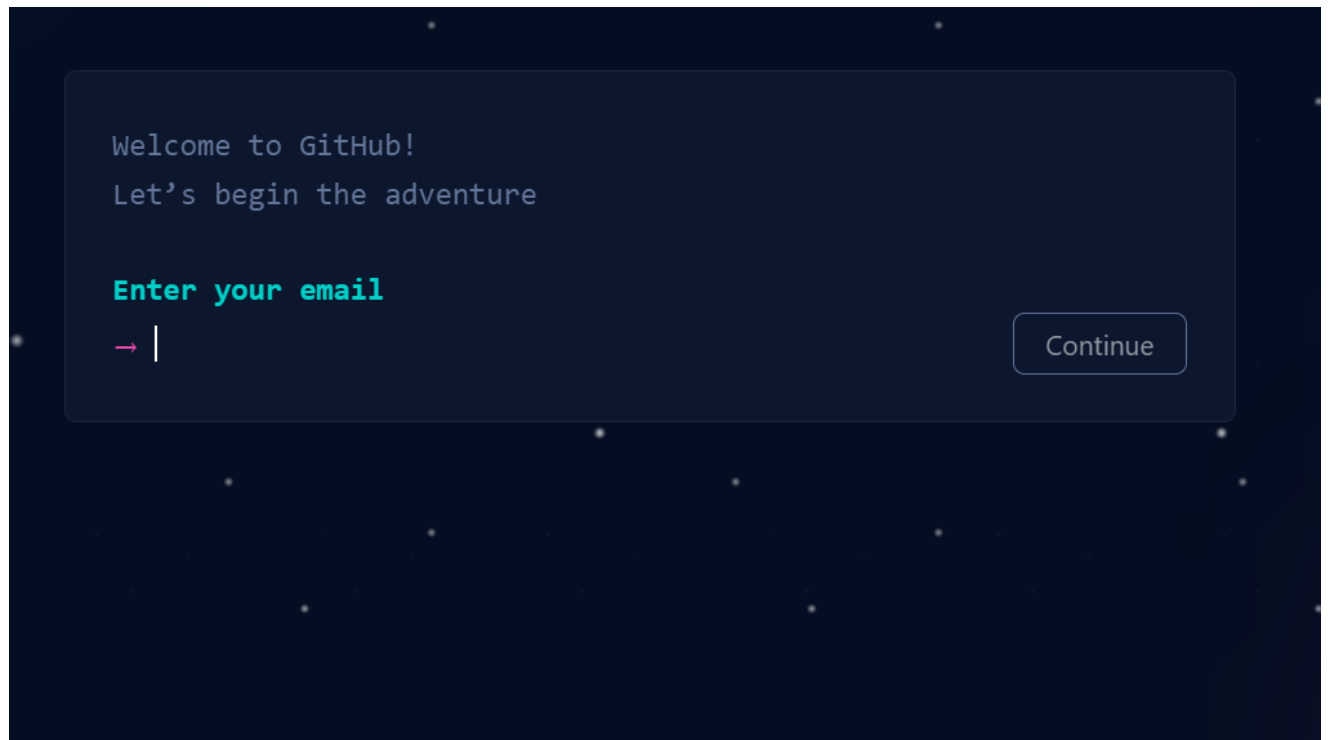 Welcome to GitHub!
Let’s begin the adventure
Enter your email
→
Continue